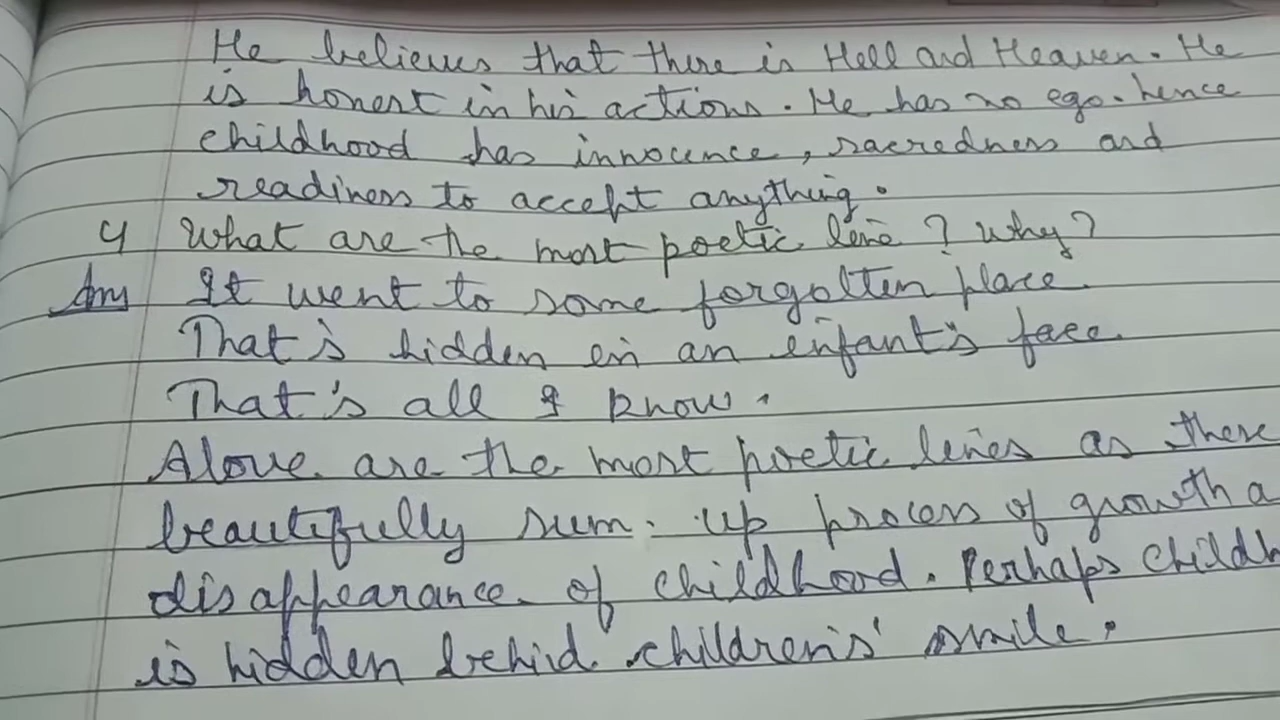 He believes that there is Hell and Heaven. He
is honest in his actions. He has no ego. hence
childhood has innocence, sacredness and
readiness to accept anything.
4 What are the most poetic line? Why?
Ans It went to some forgotten place.
That is hidden in an infant's face.
That's all I know.
Above are the most poetic lines as these
beautifully sum. up process of growth a
disappearance of childhood. Perhaps childh
is hidden behind childrens' smile.